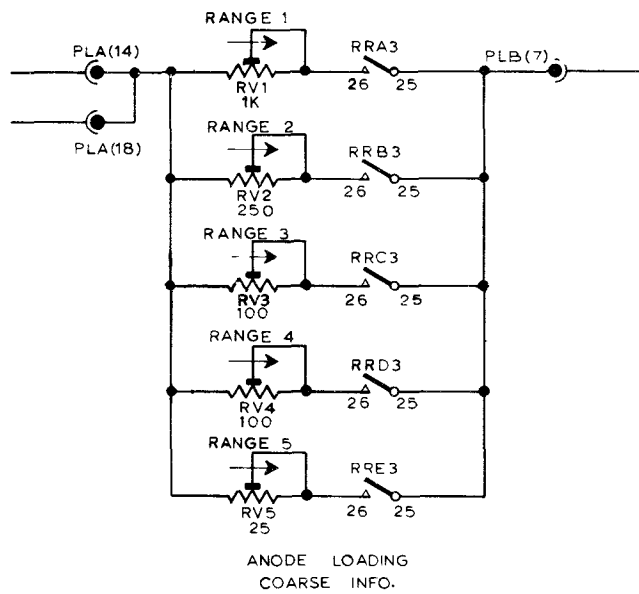 RANGE 1
PLA(14)
RRA3
PLB(7)
RV1
1K
26 25
PLA(18)
RANGE 2
RRB3
RV2
250
26 25
RANGE 3
RRC3
RV3
100
26 25
RANGE 4
RRD3
RV4
100
26 25
RANGE 5
RRE3
RV5
25
26 25
ANODE LOADING
COARSE INFO.